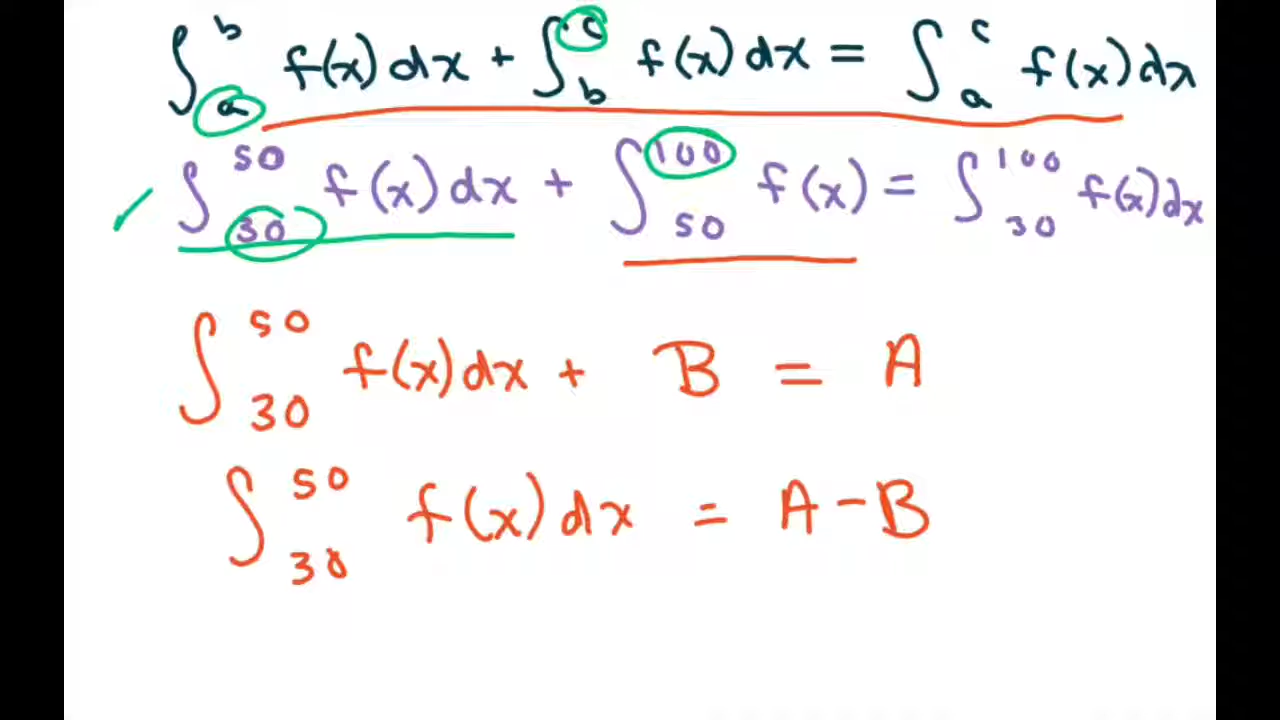 ∫_a^b f(x)dx + ∫_b^c f(x)dx = ∫_a^c f(x)dx
∫_30^50 f(x)dx + ∫_50^100 f(x) = ∫_30^100 f(x)dx
∫_30^50 f(x)dx + B = A
∫_30^50 f(x)dx = A - B